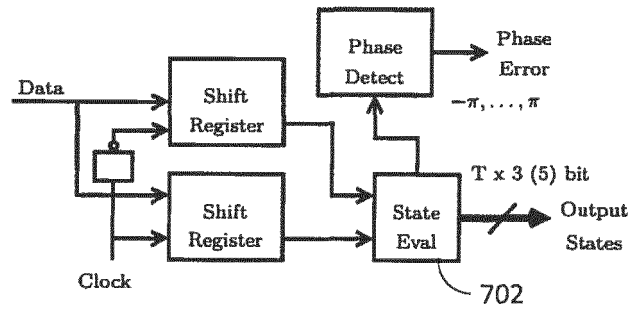 Data
Shift
Register
Clock
Shift
Register
Phase
Detect
Phase
Error
−π, . . . , π
State
Eval
T x 3 (5) bit
Output
States
702